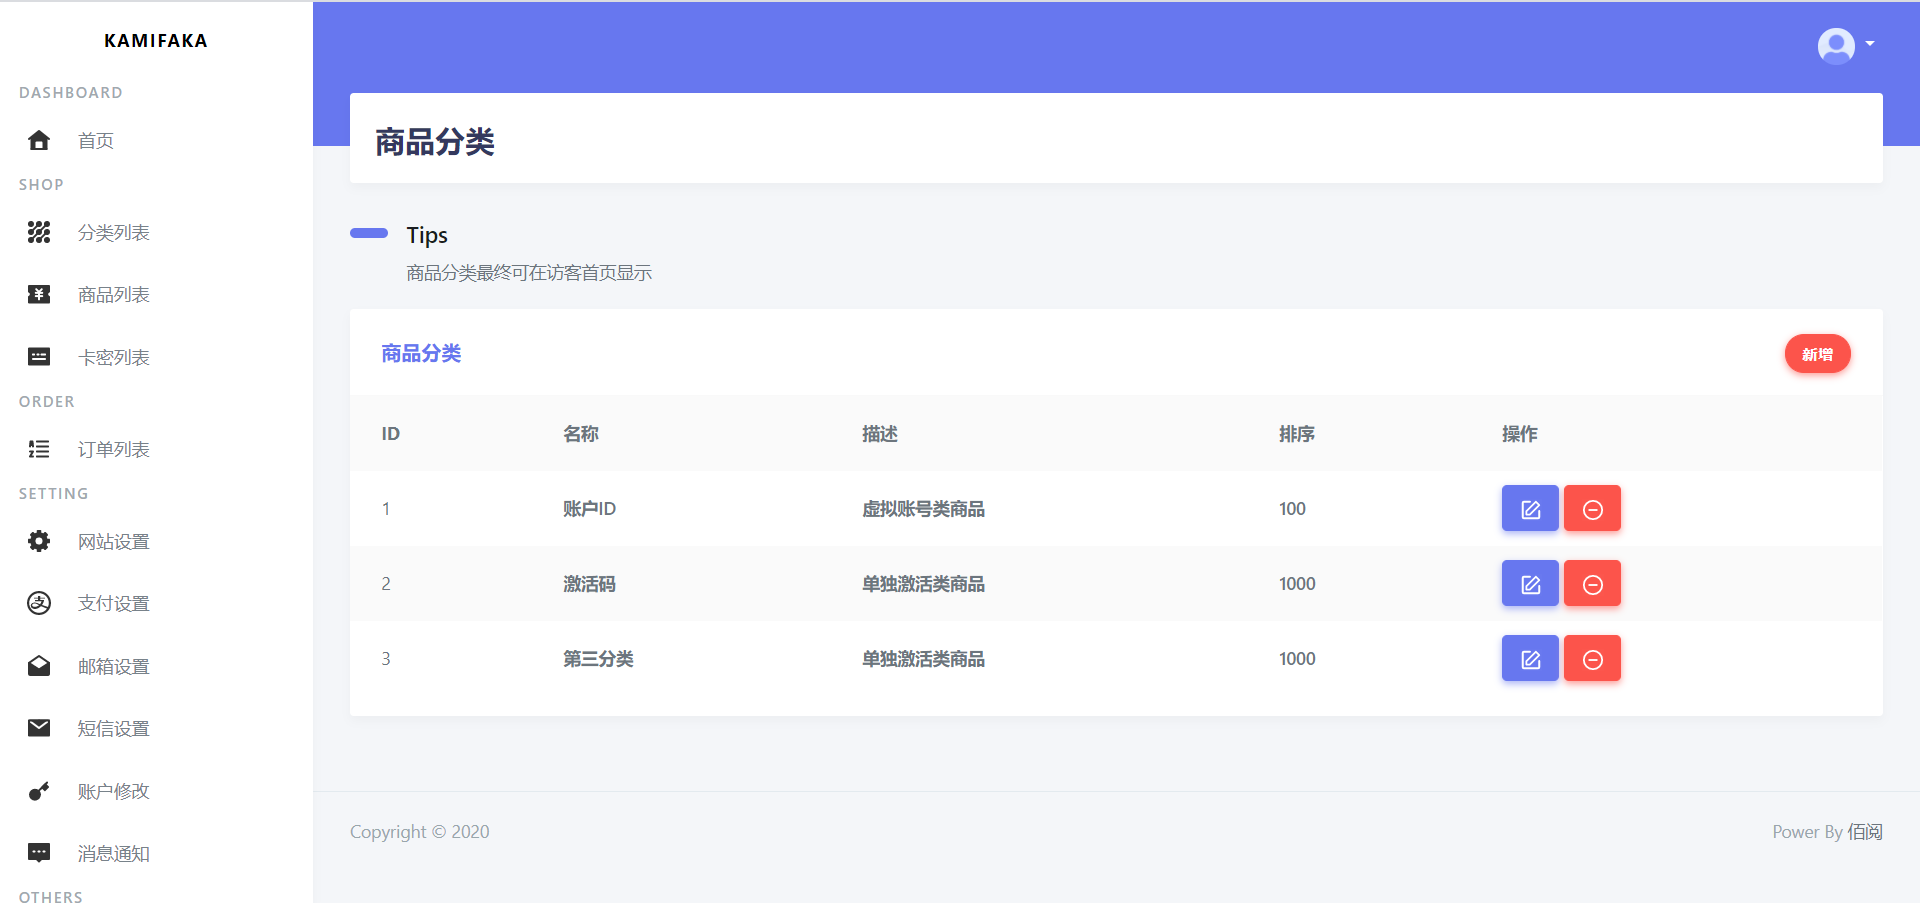 KAMIFAKA
DASHBOARD
首页
SHOP
分类列表
商品列表
卡密列表
ORDER
订单列表
SETTING
网站设置
支付设置
邮箱设置
短信设置
账户修改
消息通知
OTHERS
商品分类
Tips
商品分类最终可在访客首页显示
商品分类 新增
ID 名称 描述 排序 操作
1 账户ID 虚拟账号类商品 100
2 激活码 单独激活类商品 1000
3 第三分类 单独激活类商品 1000
Copyright © 2020 Power By 佰阅